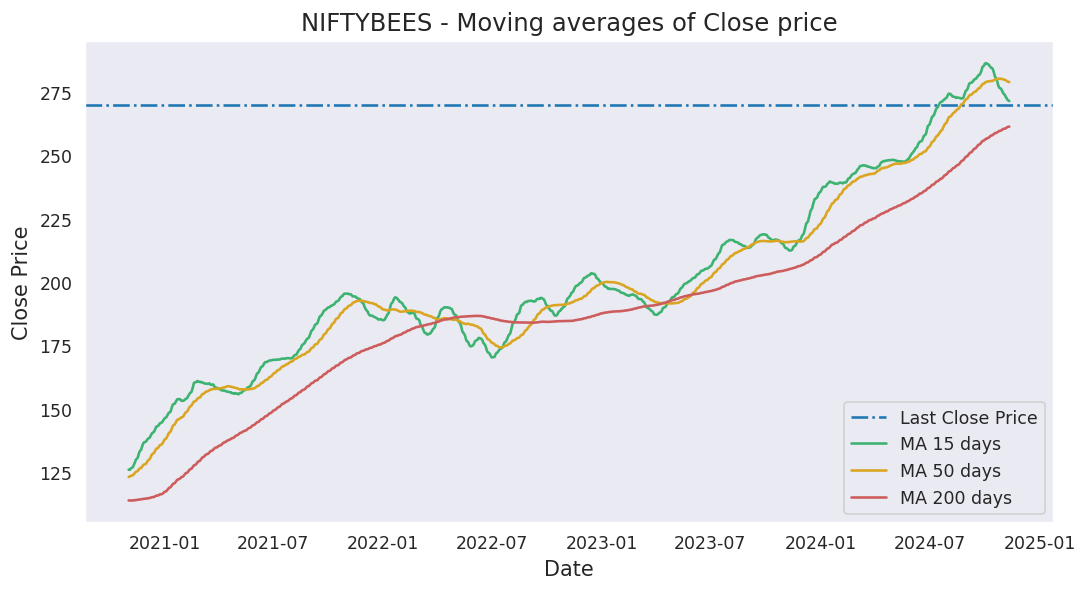 NIFTYBEES - Moving averages of Close price
Close Price
275
250
225
200
175
150
125
Last Close Price
MA 15 days
MA 50 days
MA 200 days
2021-01 2021-07 2022-01 2022-07 2023-01 2023-07 2024-01 2024-07 2025-01
Date